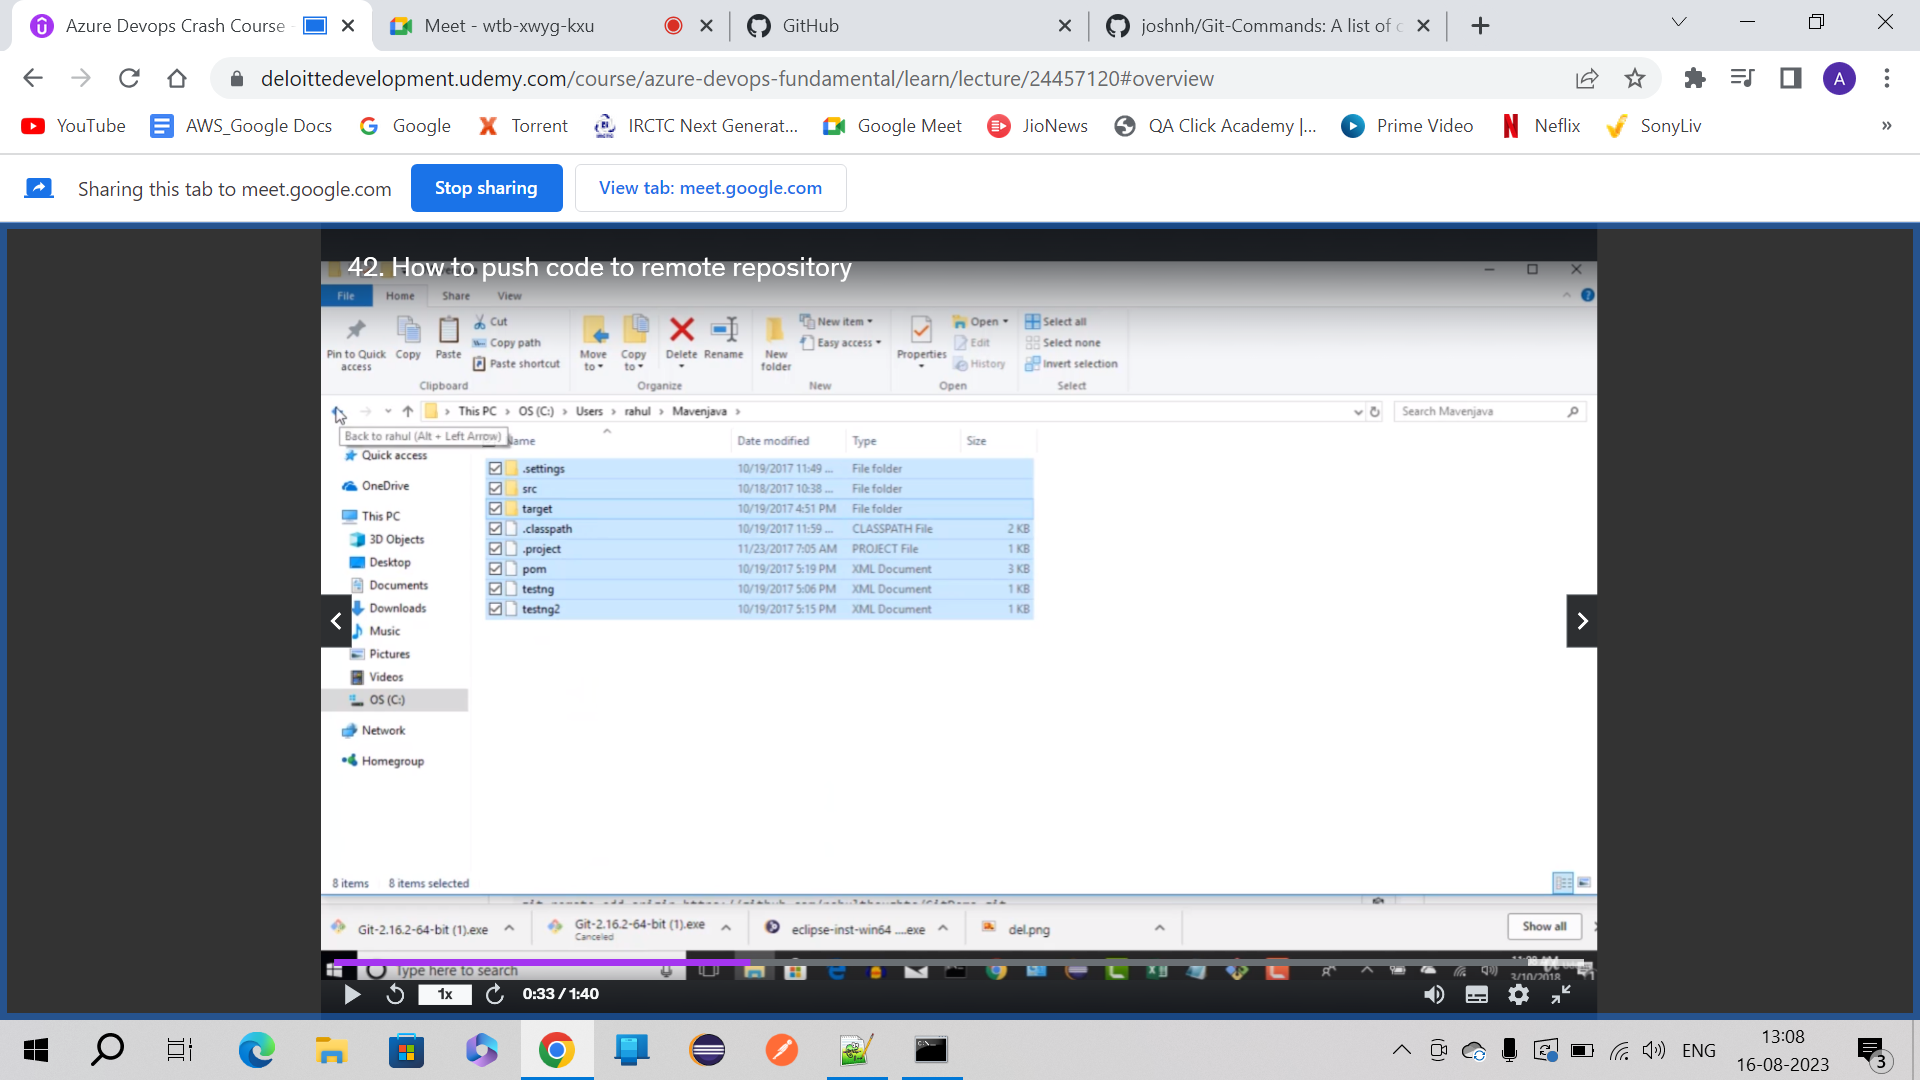 Azure Devops Crash Course
Meet - wtb-xwyg-kxu
GitHub
joshnh/Git-Commands: A list of c
deloittedevelopment.udemy.com/course/azure-devops-fundamental/learn/lecture/24457120#overview
A
YouTube
AWS_Google Docs
Google
Torrent
IRCTC Next Generat...
Google Meet
JioNews
QA Click Academy |...
Prime Video
Neflix
SonyLiv
»
Sharing this tab to meet.google.com
Stop sharing
View tab: meet.google.com
42. How to push code to remote repository
File
Home
Share
View
Pin to Quick access
Copy
Paste
Cut
Copy path
Paste shortcut
Clipboard
Move to
Copy to
Delete
Rename
Organize
New folder
New item
Easy access
New
Properties
Open
Edit
History
Open
Select all
Select none
Invert selection
Select
This PC > OS (C:) > Users > rahul > Mavenjava >
Search Mavenjava
Back to rahul (Alt + Left Arrow)
Date modified
Type
Size
Quick access
OneDrive
This PC
3D Objects
Desktop
Documents
Downloads
Music
Pictures
Videos
OS (C:)
Network
Homegroup
.settings 10/19/2017 11:49 ... File folder
src 10/18/2017 10:38 ... File folder
target 10/19/2017 4:51 PM File folder
.classpath 10/19/2017 11:59 ... CLASSPATH File 2 KB
.project 11/23/2017 7:05 AM PROJECT File 1 KB
pom 10/19/2017 5:19 PM XML Document 3 KB
testng 10/19/2017 5:06 PM XML Document 1 KB
testng2 10/19/2017 5:15 PM XML Document 1 KB
8 items
8 items selected
Git-2.16.2-64-bit (1).exe
Git-2.16.2-64-bit (1).exe
Canceled
eclipse-inst-win64 ....exe
del.png
Show all
Type here to search
3/10/2018
1x
0:33 / 1:40
ENG
13:08
16-08-2023
3